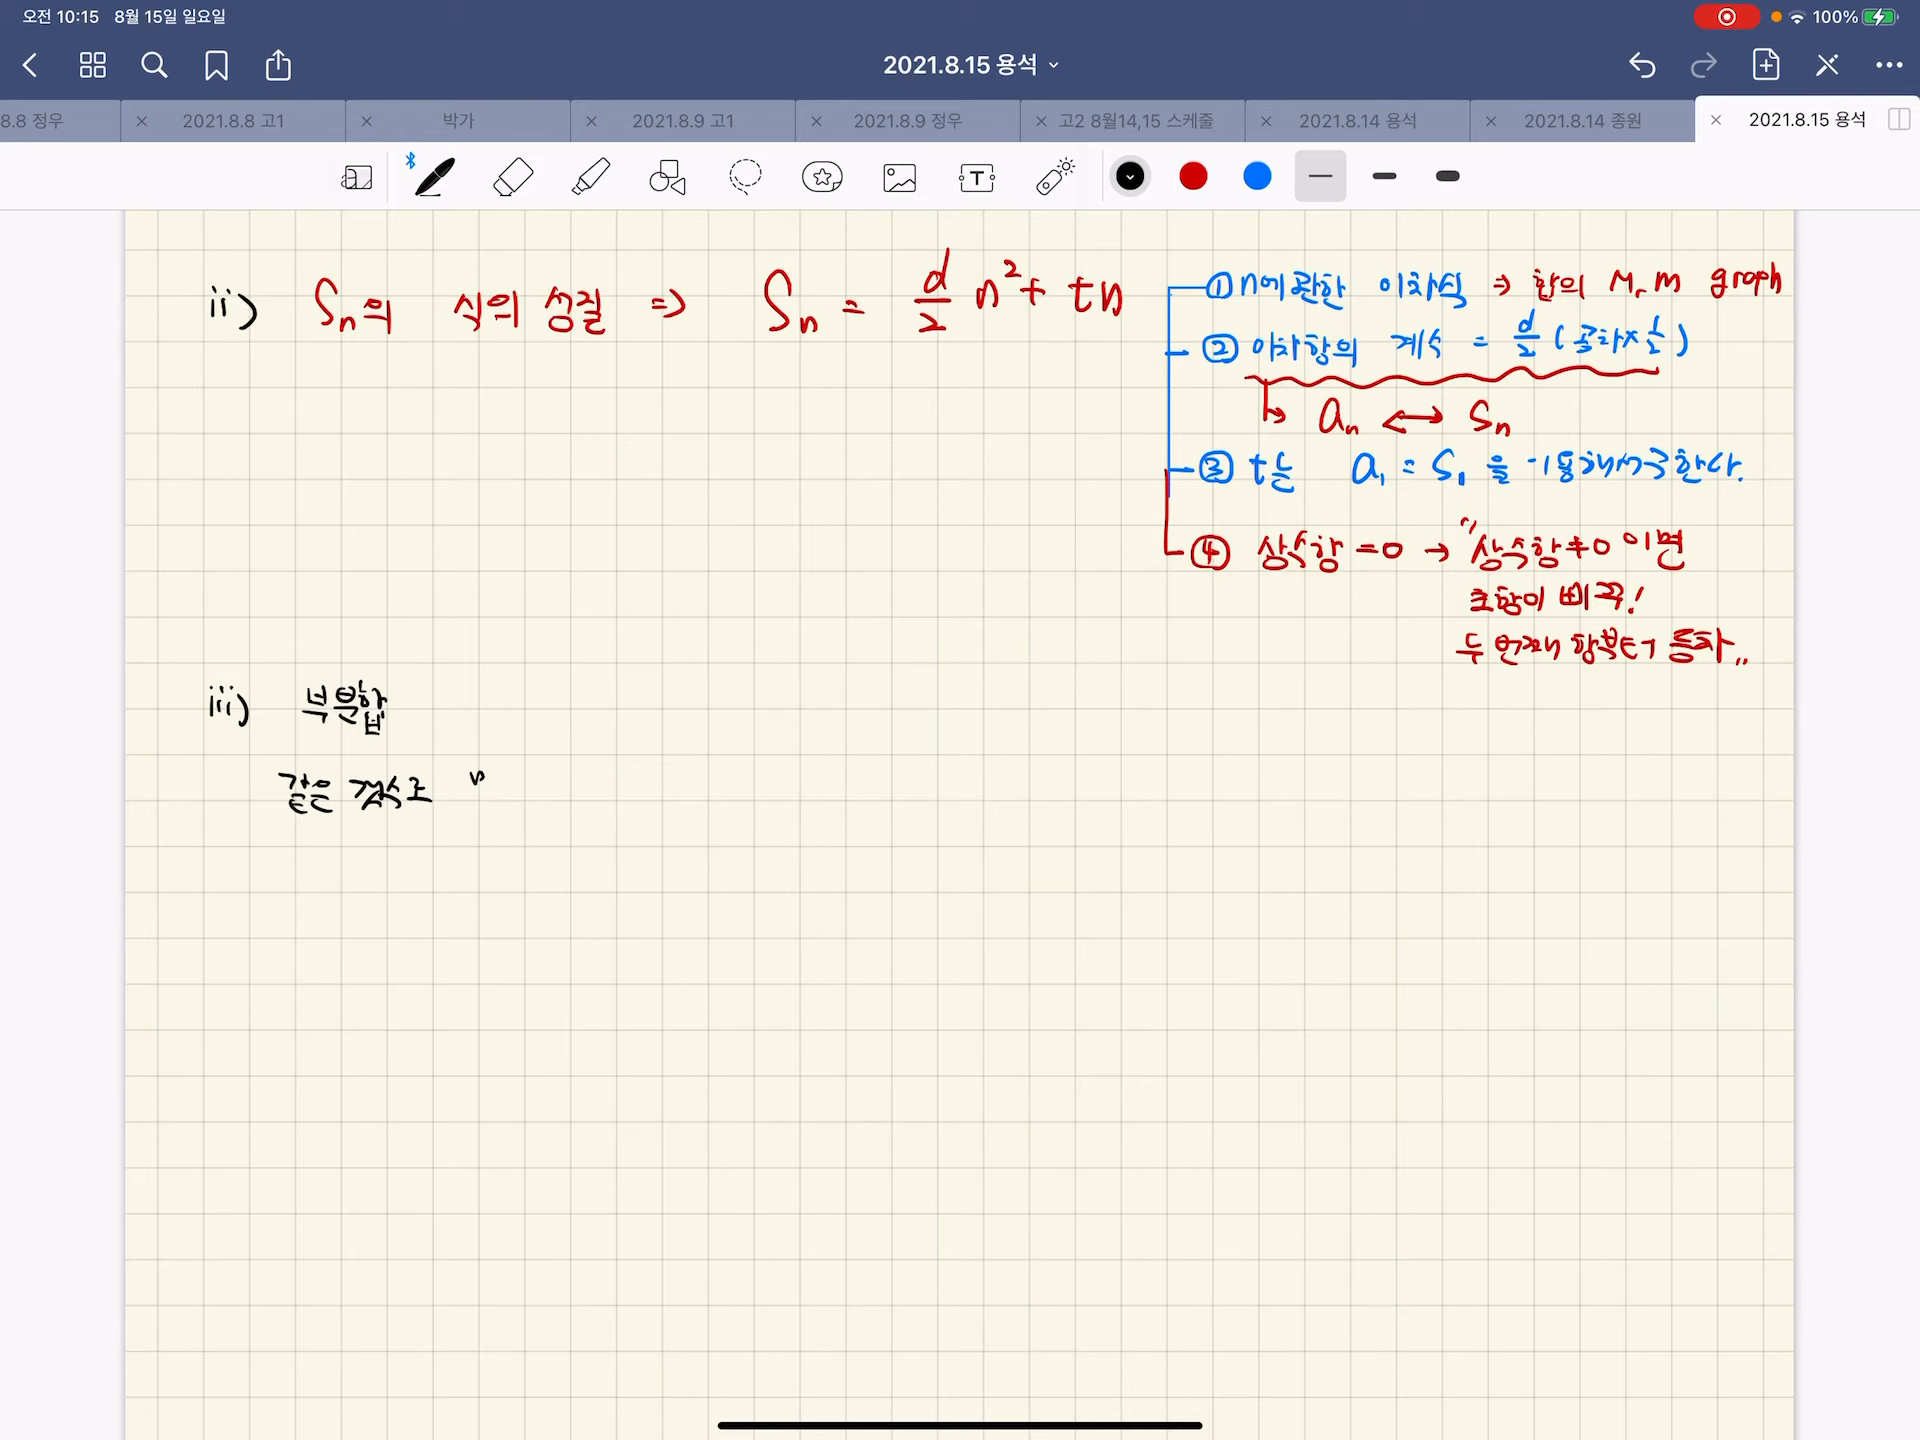 오전 10:15 8월 15일 일요일
100%
2021.8.15 용석
8.8 정우
2021.8.8 고1
박가
2021.8.9 고1
2021.8.9 정우
고2 8월14,15 스케줄
2021.8.14 용석
2021.8.14 종원
2021.8.15 용석
ii) Sn의 식의 성질 ⇒ Sn = d/2 n² + tn
① n에 관한 이차식 → 합의 M, m graph
② 이차항의 계수 = d/2 (공차×1/2)
↳ an ↔ Sn
③ t는 a₁ = S₁을 이용해서 구한다.
④ 상수항 = 0 → "상수항 ≠ 0 이면
초항이 삐꾹!
두 번째 항부터 등차"
iii) 부분합
같은 갯수로 "